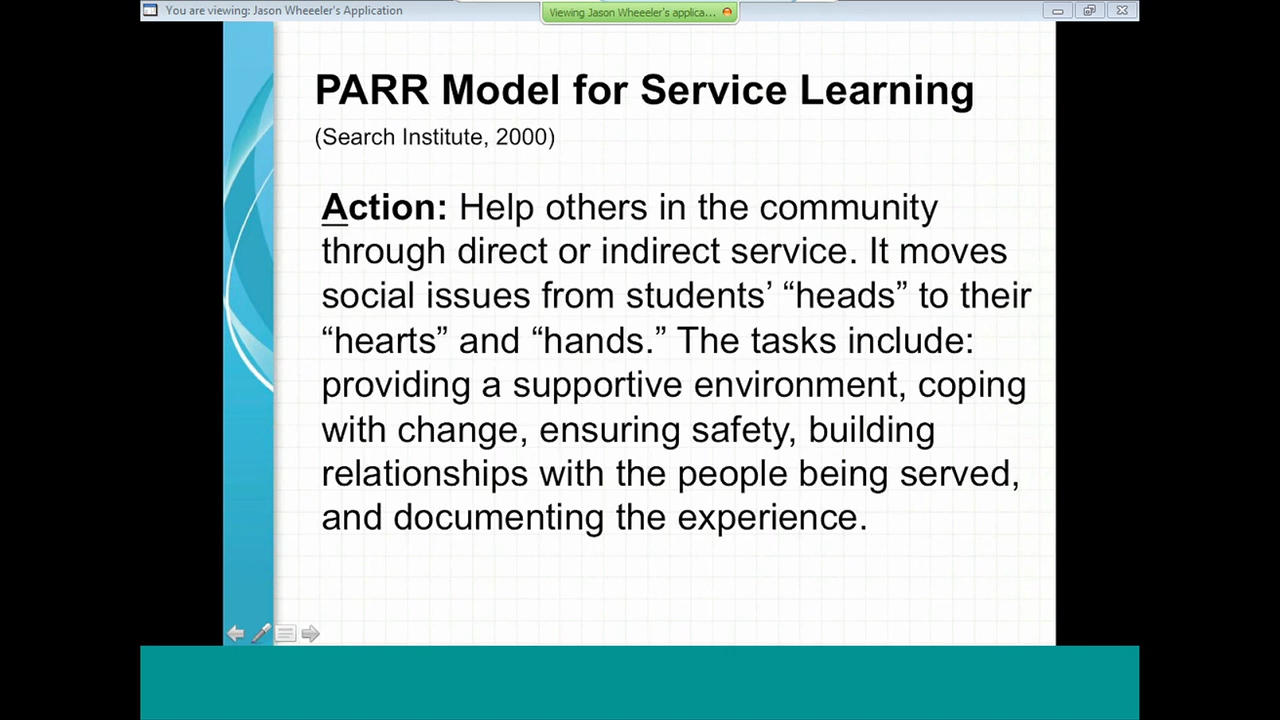 You are viewing: Jason Wheeeler's Application
Viewing Jason Wheeeler's applica...
PARR Model for Service Learning
(Search Institute, 2000)
Action: Help others in the community
through direct or indirect service. It moves
social issues from students’ “heads” to their
“hearts” and “hands.” The tasks include:
providing a supportive environment, coping
with change, ensuring safety, building
relationships with the people being served,
and documenting the experience.